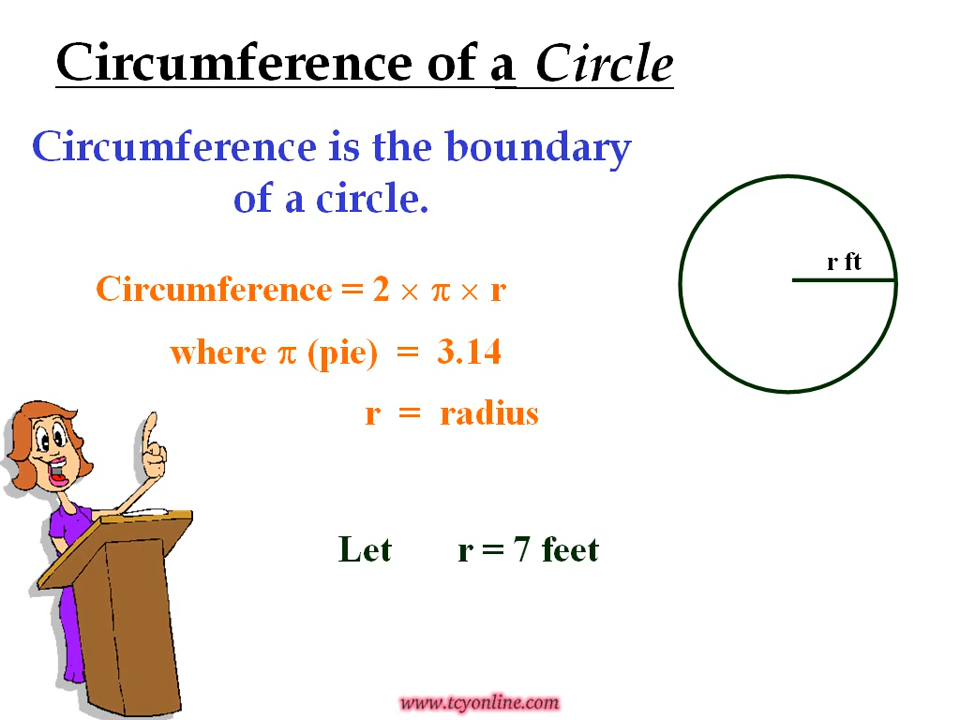 Circumference of a Circle
Circumference is the boundary
of a circle.
r ft
Circumference = 2 × π × r
where π (pie) = 3.14
r = radius
Let r = 7 feet
www.tcyonline.com